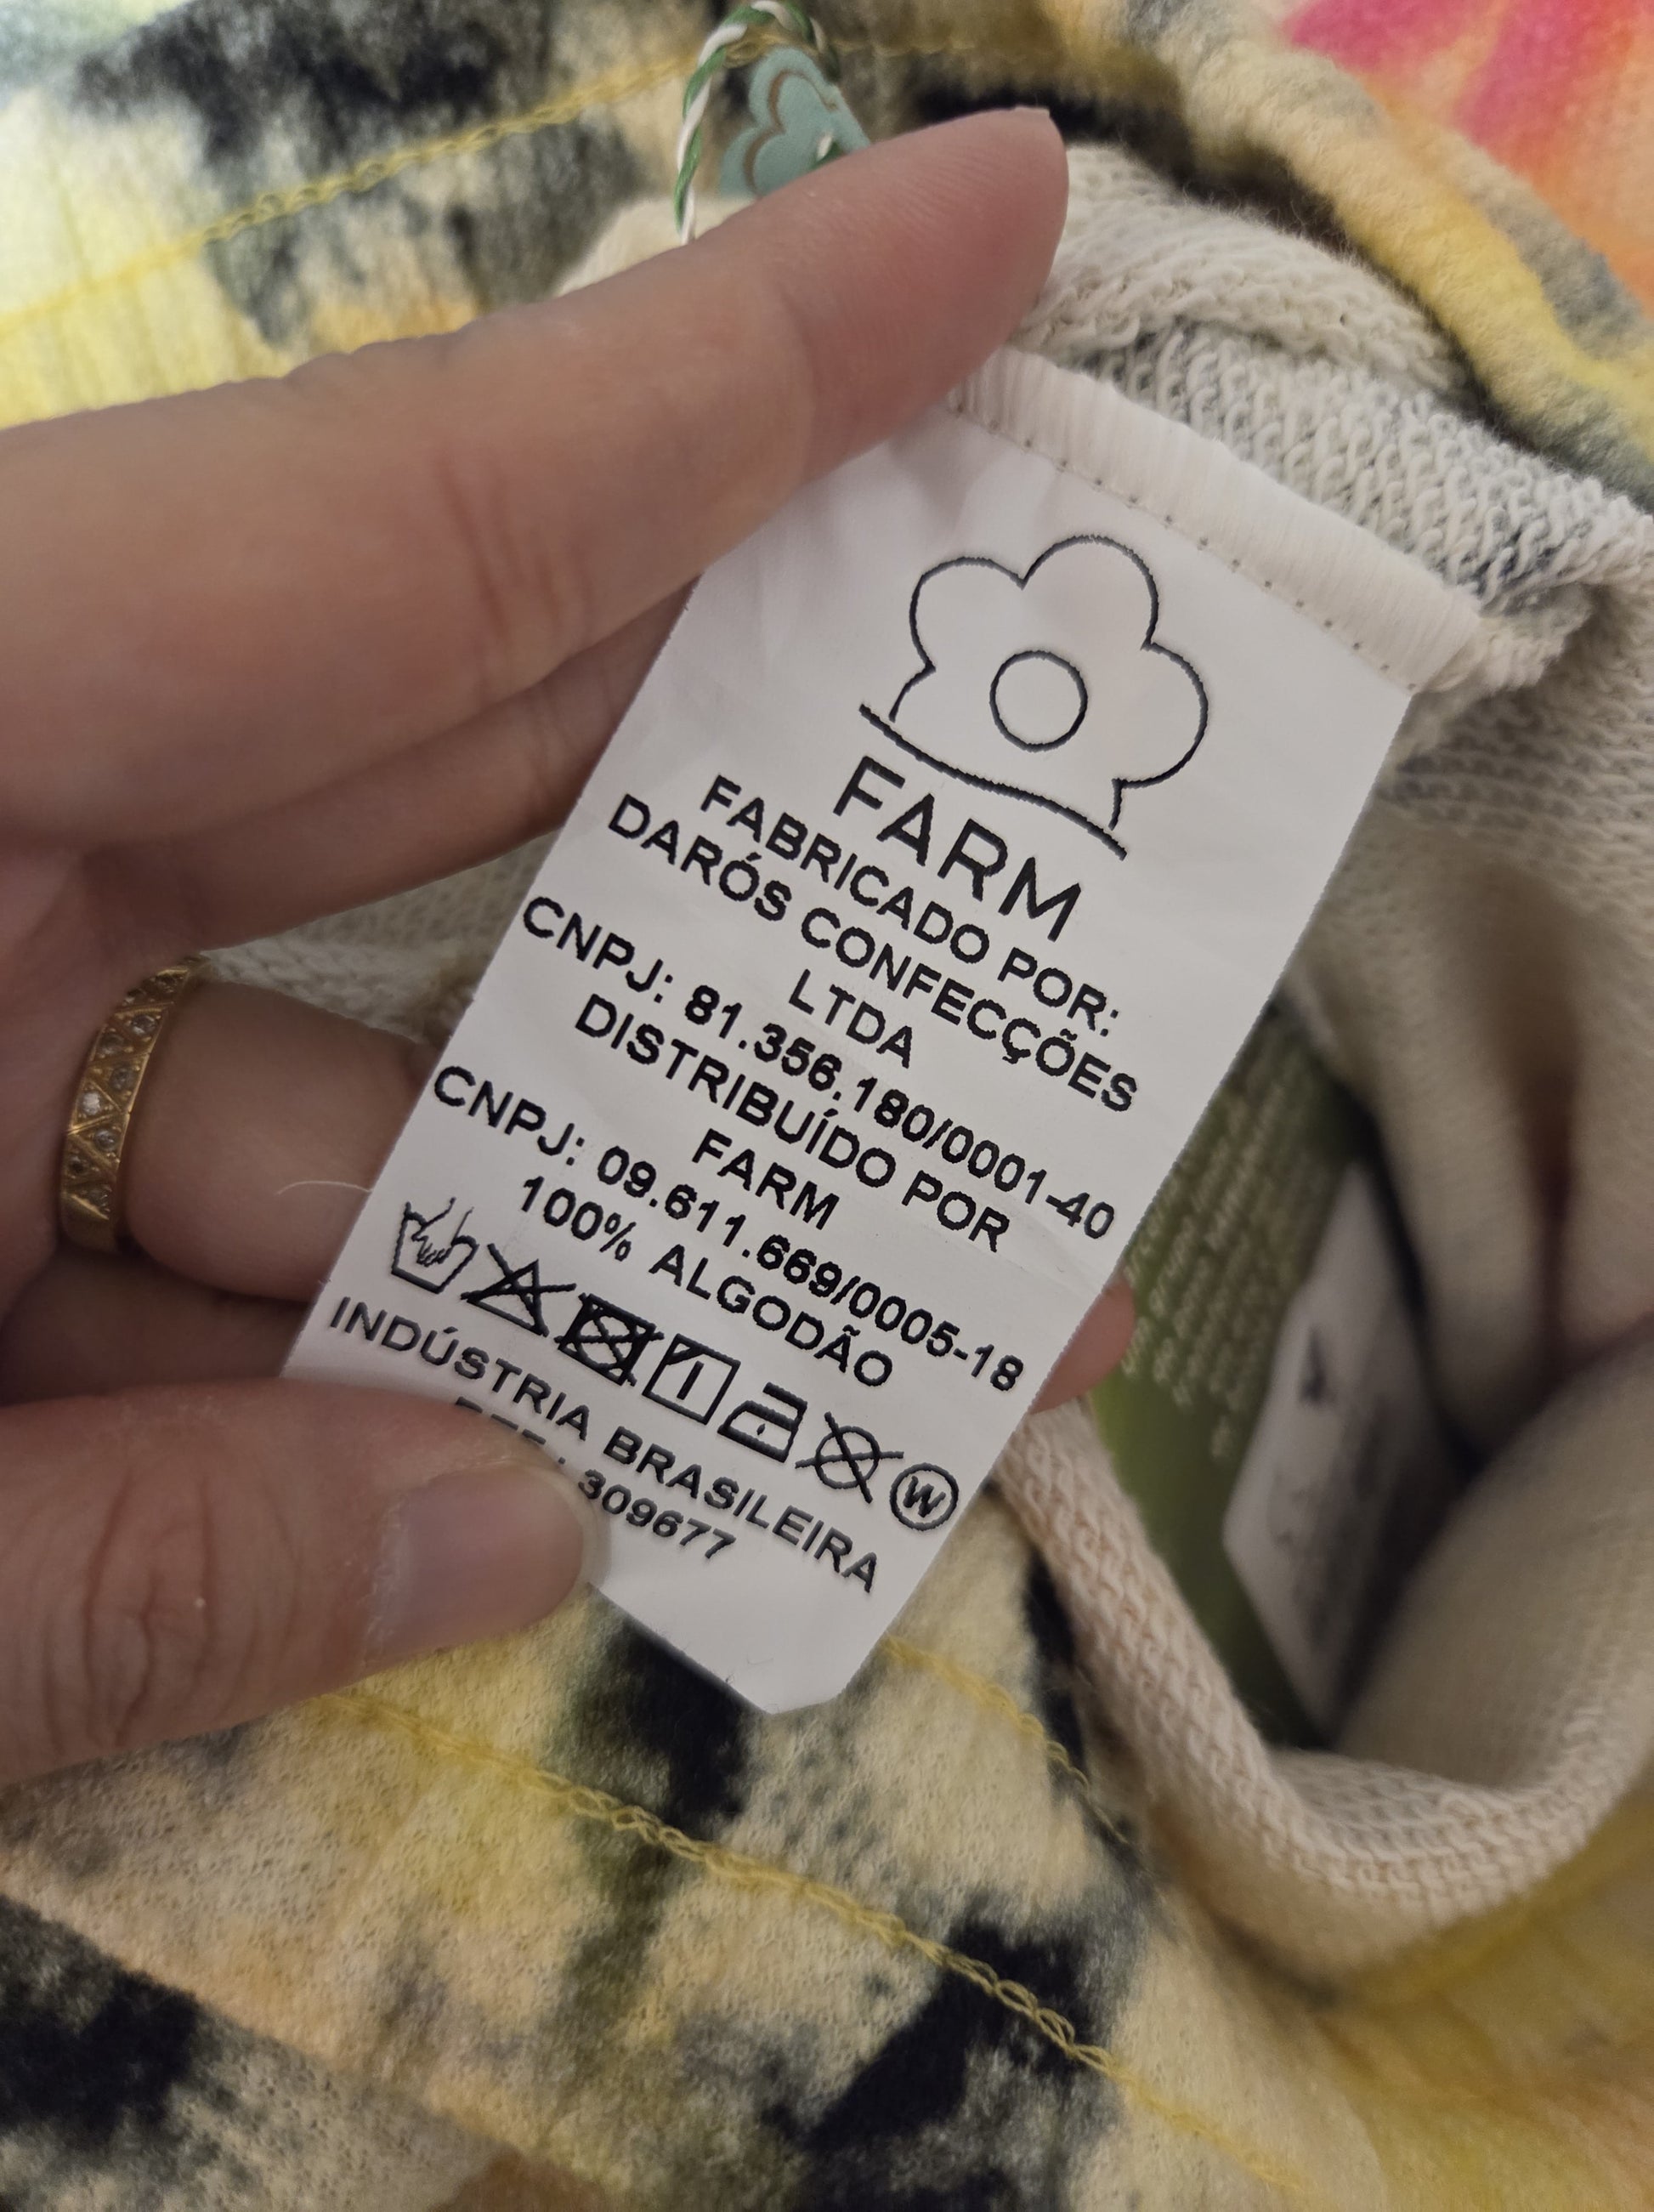 FARM
FABRICADO POR:
DARÓS CONFECÇÕES
LTDA
CNPJ: 81.356.180/0001-40
DISTRIBUÍDO POR
FARM
CNPJ: 09.611.669/0005-18
100% ALGODÃO
W
INDÚSTRIA BRASILEIRA
309677